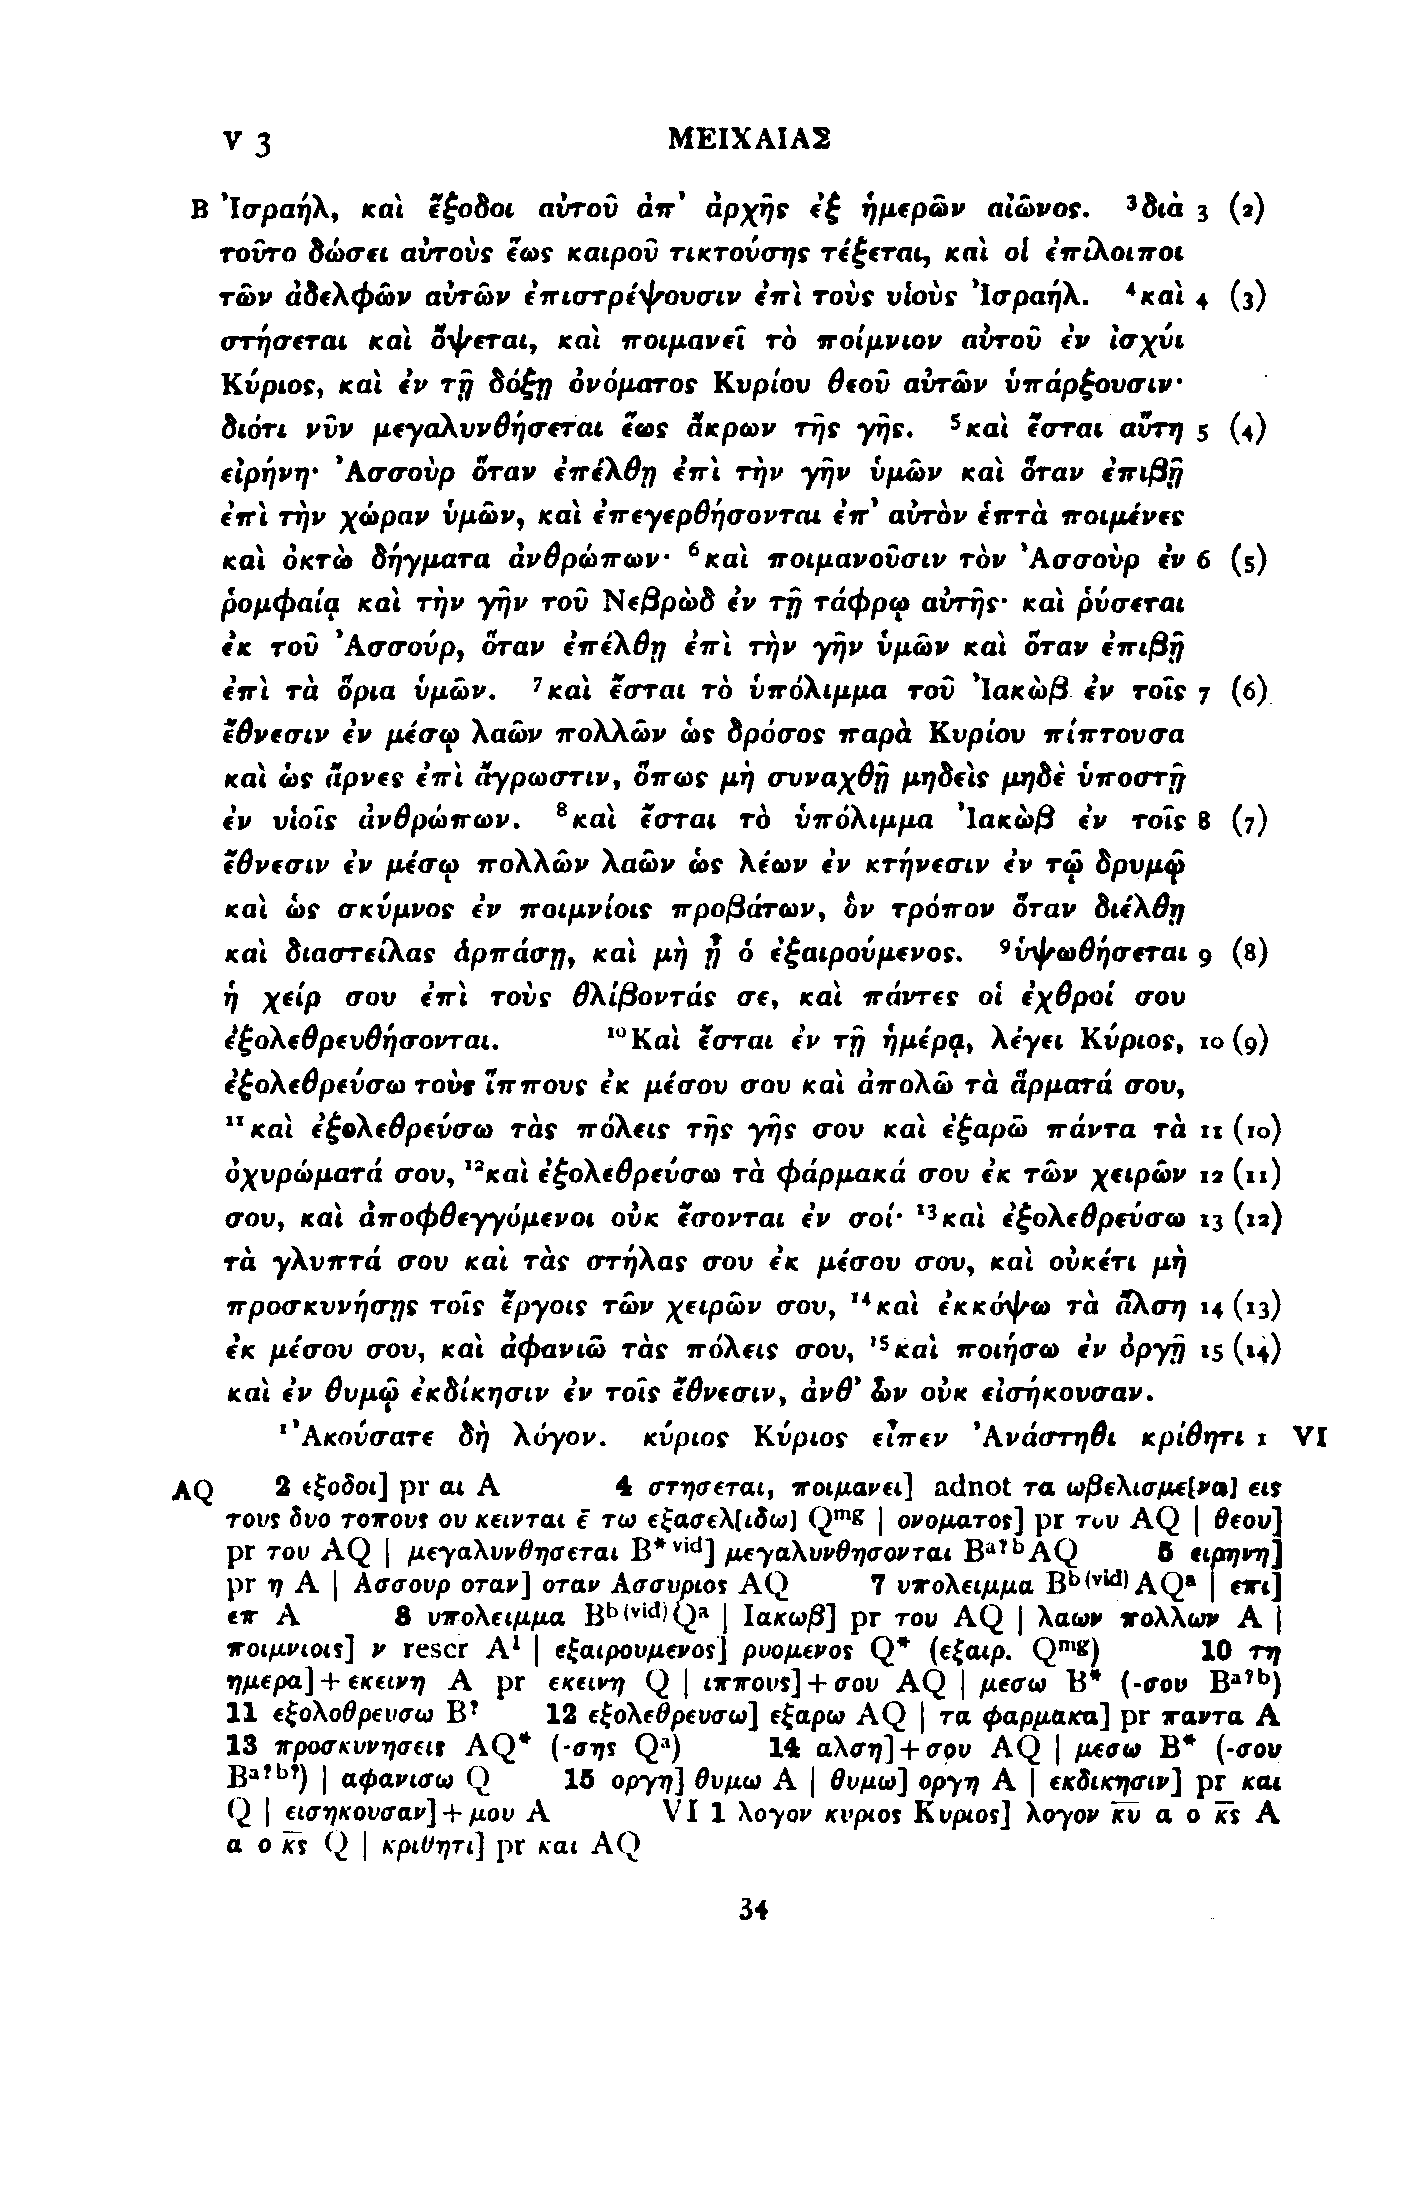 V 3 ΜΕΙΧΑΙΑΣ
B Ἰσραήλ, καὶ ἔξοδοι αὐτοῦ ἀπ᾽ ἀρχῆς ἐξ ἡμερῶν αἰῶνος. ³διὰ 3 (2)
τοῦτο δώσει αὐτοὺς ἕως καιροῦ τικτούσης τέξεται, καὶ οἱ ἐπίλοιποι
τῶν ἀδελφῶν αὐτῶν ἐπιστρέψουσιν ἐπὶ τοὺς υἱοὺς Ἰσραήλ. ⁴καὶ 4 (3)
στήσεται καὶ ὄψεται, καὶ ποιμανεῖ τὸ ποίμνιον αὐτοῦ ἐν ἰσχύι
Κύριος, καὶ ἐν τῇ δόξῃ ὀνόματος Κυρίου θεοῦ αὐτῶν ὑπάρξουσιν·
διότι νῦν μεγαλυνθήσεται ἕως ἄκρων τῆς γῆς. ⁵καὶ ἔσται αὕτη 5 (4)
εἰρήνη· Ἀσσοὺρ ὅταν ἐπέλθῃ ἐπὶ τὴν γῆν ὑμῶν καὶ ὅταν ἐπιβῇ
ἐπὶ τὴν χώραν ὑμῶν, καὶ ἐπεγερθήσονται ἐπ᾽ αὐτὸν ἑπτὰ ποιμένες
καὶ ὀκτὼ δήγματα ἀνθρώπων· ⁶καὶ ποιμανοῦσιν τὸν Ἀσσοὺρ ἐν 6 (5)
ῥομφαίᾳ καὶ τὴν γῆν τοῦ Νεβρὼδ ἐν τῇ τάφρῳ αὐτῆς· καὶ ῥύσεται
ἐκ τοῦ Ἀσσούρ, ὅταν ἐπέλθῃ ἐπὶ τὴν γῆν ὑμῶν καὶ ὅταν ἐπιβῇ
ἐπὶ τὰ ὅρια ὑμῶν. ⁷καὶ ἔσται τὸ ὑπόλιμμα τοῦ Ἰακὼβ ἐν τοῖς 7 (6)
ἔθνεσιν ἐν μέσῳ λαῶν πολλῶν ὡς δρόσος παρὰ Κυρίου πίπτουσα
καὶ ὡς ἄρνες ἐπὶ ἄγρωστιν, ὅπως μὴ συναχθῇ μηδεὶς μηδὲ ὑποστῇ
ἐν υἱοῖς ἀνθρώπων. ⁸καὶ ἔσται τὸ ὑπόλιμμα Ἰακὼβ ἐν τοῖς 8 (7)
ἔθνεσιν ἐν μέσῳ πολλῶν λαῶν ὡς λέων ἐν κτήνεσιν ἐν τῷ δρυμῷ
καὶ ὡς σκύμνος ἐν ποιμνίοις προβάτων, ὃν τρόπον ὅταν διέλθῃ
καὶ διαστείλας ἁρπάσῃ, καὶ μὴ ᾖ ὁ ἐξαιρούμενος. ⁹ὑψωθήσεται 9 (8)
ἡ χείρ σου ἐπὶ τοὺς θλίβοντάς σε, καὶ πάντες οἱ ἐχθροί σου
ἐξολεθρευθήσονται. ¹⁰Καὶ ἔσται ἐν τῇ ἡμέρᾳ, λέγει Κύριος, 10 (9)
ἐξολεθρεύσω τοὺς ἵππους ἐκ μέσου σου καὶ ἀπολῶ τὰ ἅρματά σου,
¹¹καὶ ἐξολεθρεύσω τὰς πόλεις τῆς γῆς σου καὶ ἐξαρῶ πάντα τὰ 11 (10)
ὀχυρώματά σου, ¹²καὶ ἐξολεθρεύσω τὰ φάρμακά σου ἐκ τῶν χειρῶν 12 (11)
σου, καὶ ἀποφθεγγόμενοι οὐκ ἔσονται ἐν σοί· ¹³καὶ ἐξολεθρεύσω 13 (12)
τὰ γλυπτά σου καὶ τὰς στήλας σου ἐκ μέσου σου, καὶ οὐκέτι μὴ
προσκυνήσῃς τοῖς ἔργοις τῶν χειρῶν σου, ¹⁴καὶ ἐκκόψω τὰ ἄλση 14 (13)
ἐκ μέσου σου, καὶ ἀφανιῶ τὰς πόλεις σου, ¹⁵καὶ ποιήσω ἐν ὀργῇ 15 (14)
καὶ ἐν θυμῷ ἐκδίκησιν ἐν τοῖς ἔθνεσιν, ἀνθ᾽ ὧν οὐκ εἰσήκουσαν.
¹Ἀκούσατε δὴ λόγον. κύριος Κύριος εἶπεν Ἀνάστηθι κρίθητι 1 VI
AQ 2 εξοδοι] pr αι A 4 στησεται, ποιμανει] adnot τα ωβελισμε[να] εις
τους δυο τοπους ου κεινται ε̄ τω εξασελ[ιδω] Qᵐᵍ | ονοματος] pr του AQ | θεου]
pr του AQ | μεγαλυνθησεται B*ᵛⁱᵈ] μεγαλυνθησονται Bᵃ?ᵇAQ 5 ειρηνη]
pr η A | Ασσουρ οταν] οταν Ασσυριος AQ 7 υπολειμμα Bᵇ⁽ᵛⁱᵈ⁾AQᵃ | επι]
επ A 8 υπολειμμα Bᵇ⁽ᵛⁱᵈ⁾Qᵃ | Ιακωβ] pr του AQ | λαων πολλων A |
ποιμνιοις] ν rescr A¹ | εξαιρουμενος] ρυομενος Q* (εξαιρ. Qᵐᵍ) 10 τη
ημερα]+εκεινη A pr εκεινη Q | ιππους]+σου AQ | μεσω B* (-σου Bᵃ?ᵇ)
11 εξολοθρευσω B? 12 εξολεθρευσω] εξαρω AQ | τα φαρμακα] pr παντα A
13 προσκυνησεις AQ* (-σης Qᵃ) 14 αλση]+σου AQ | μεσω B* (-σου
Bᵃ?ᵇ?) | αφανισω Q 15 οργη] θυμω A | θυμω] οργη A | εκδικησιν] pr και
Q | εισηκουσαν]+μου A VI 1 λογον κυριος Κυριος] λογον κ̅υ̅ α ο κ̅ς̅ A
α ο κ̅ς̅ Q | κριθητι] pr και AQ
34